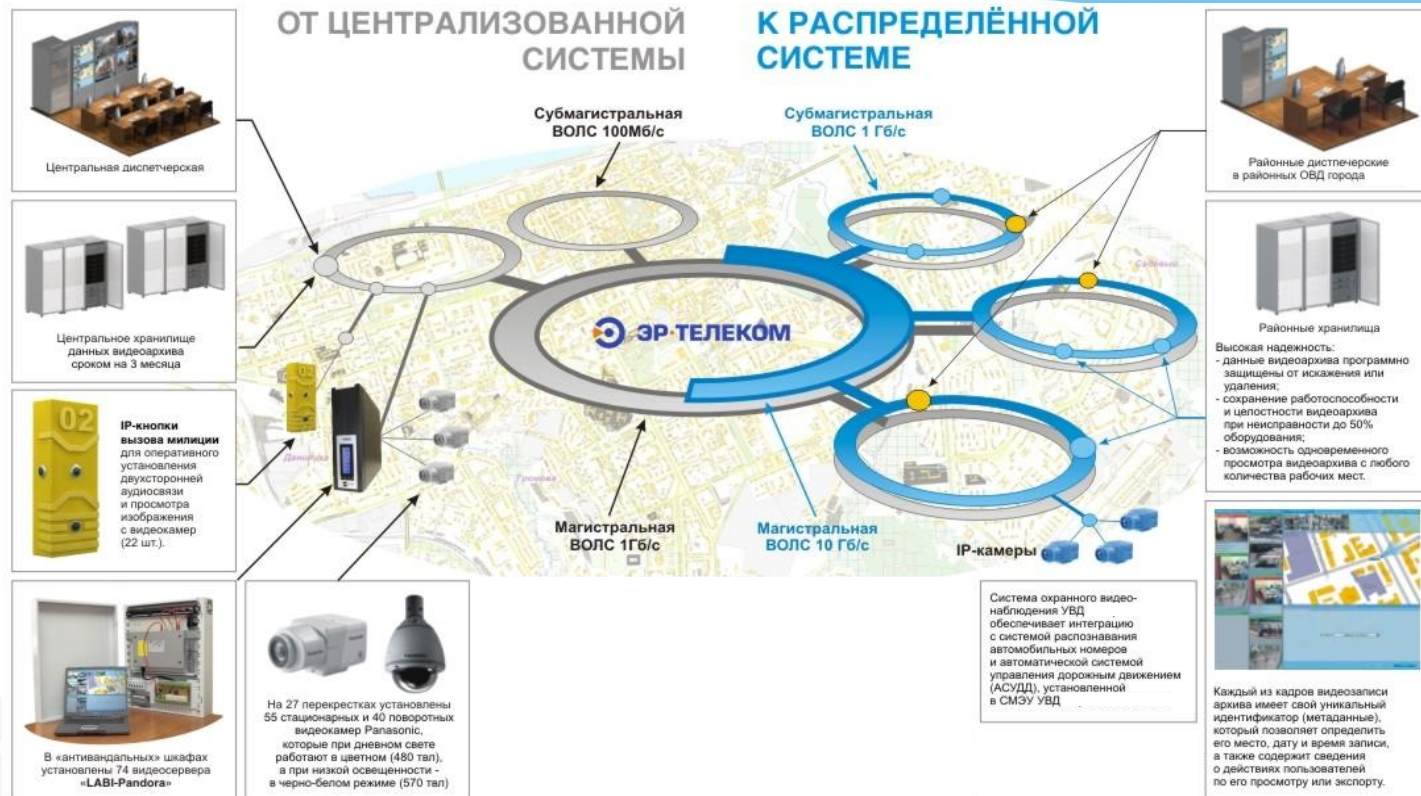 ОТ ЦЕНТРАЛИЗОВАННОЙ
СИСТЕМЫ
К РАСПРЕДЕЛЁННОЙ
СИСТЕМЕ
Центральная диспетчерская
Центральное хранилище
данных видеоархива
сроком на 3 месяца
02
IP-кнопки
вызова милиции
для оперативного
установления
двухсторонней
аудиосвязи
и просмотра
изображения
с видеокамер
(22 шт.).
В «антивандальных» шкафах
установлены 74 видеосервера
«LABI-Pandora»
На 27 перекрестках установлены
55 стационарных и 40 поворотных
видеокамер Panasonic,
которые при дневном свете
работают в цветном (480 твл),
а при низкой освещенности -
в черно-белом режиме (570 твл)
Субмагистральная
ВОЛС 100Мб/с
Субмагистральная
ВОЛС 1 Гб/с
ЭР-ТЕЛЕКОМ
Садовый
Данилиха
Громова
02
Магистральная
ВОЛС 1Гб/с
Магистральная
ВОЛС 10 Гб/с
IP-камеры
Система охранного видео-
наблюдения УВД
обеспечивает интеграцию
с системой распознавания
автомобильных номеров
и автоматической системой
управления дорожным движением
(АСУДД), установленной
в СМЭУ УВД
Районные дистпечерские
в районных ОВД города
Районные хранилища
Высокая надежность:
- данные видеоархива программно
защищены от искажения или
удаления;
- сохранение работоспособности
и целостности видеоархива
при неисправности до 50%
оборудования;
- возможность одновременного
просмотра видеоархива с любого
количества рабочих мест.
Каждый из кадров видеозаписи
архива имеет свой уникальный
идентификатор (метаданные),
который позволяет определить
его место, дату и время записи,
а также содержит сведения
о действиях пользователей
по его просмотру или экспорту.